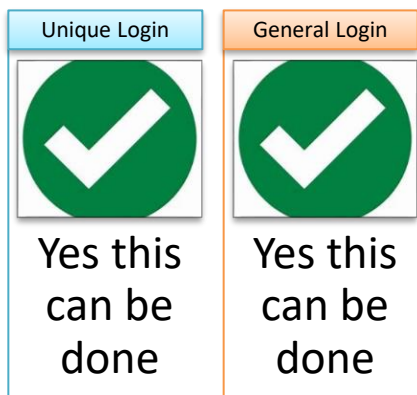 Unique Login
Yes this
can be
done
General Login
Yes this
can be
done